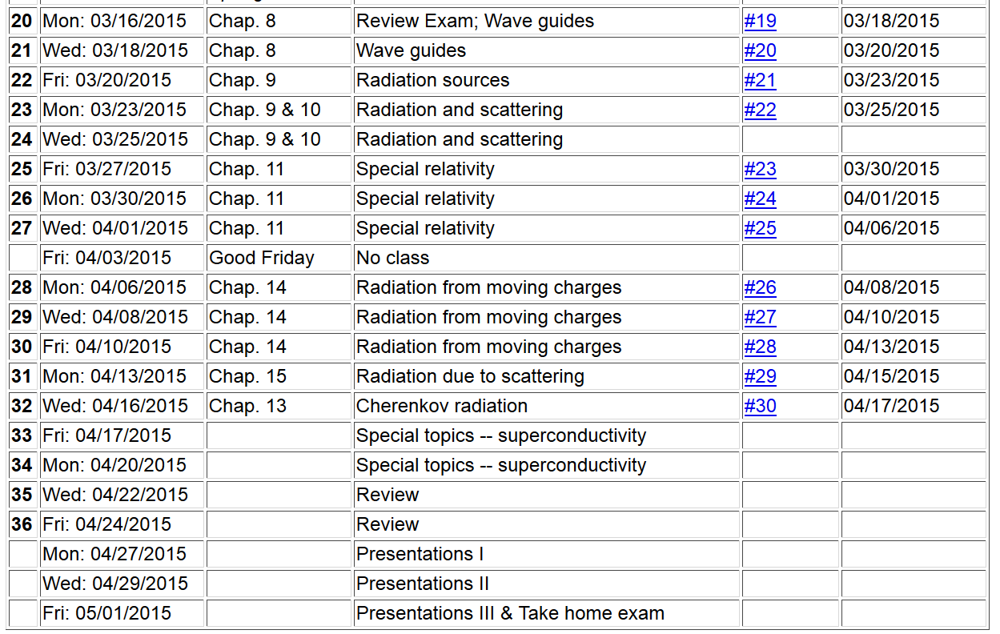 20 Mon: 03/16/2015 Chap. 8 Review Exam; Wave guides #19 03/18/2015
21 Wed: 03/18/2015 Chap. 8 Wave guides #20 03/20/2015
22 Fri: 03/20/2015 Chap. 9 Radiation sources #21 03/23/2015
23 Mon: 03/23/2015 Chap. 9 & 10 Radiation and scattering #22 03/25/2015
24 Wed: 03/25/2015 Chap. 9 & 10 Radiation and scattering
25 Fri: 03/27/2015 Chap. 11 Special relativity #23 03/30/2015
26 Mon: 03/30/2015 Chap. 11 Special relativity #24 04/01/2015
27 Wed: 04/01/2015 Chap. 11 Special relativity #25 04/06/2015
Fri: 04/03/2015 Good Friday No class
28 Mon: 04/06/2015 Chap. 14 Radiation from moving charges #26 04/08/2015
29 Wed: 04/08/2015 Chap. 14 Radiation from moving charges #27 04/10/2015
30 Fri: 04/10/2015 Chap. 14 Radiation from moving charges #28 04/13/2015
31 Mon: 04/13/2015 Chap. 15 Radiation due to scattering #29 04/15/2015
32 Wed: 04/16/2015 Chap. 13 Cherenkov radiation #30 04/17/2015
33 Fri: 04/17/2015 Special topics -- superconductivity
34 Mon: 04/20/2015 Special topics -- superconductivity
35 Wed: 04/22/2015 Review
36 Fri: 04/24/2015 Review
Mon: 04/27/2015 Presentations I
Wed: 04/29/2015 Presentations II
Fri: 05/01/2015 Presentations III & Take home exam